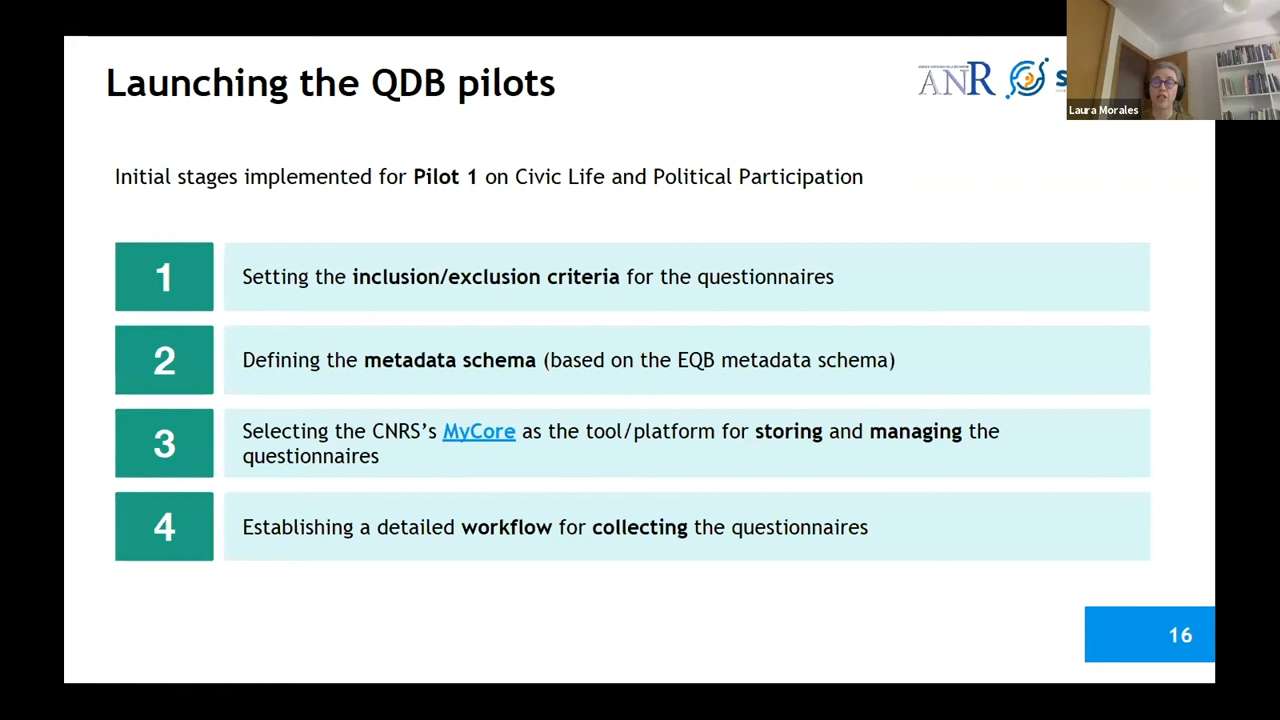 Launching the QDB pilots
ANR
S
Laura Morales
Initial stages implemented for Pilot 1 on Civic Life and Political Participation
1
Setting the inclusion/exclusion criteria for the questionnaires
2
Defining the metadata schema (based on the EQB metadata schema)
3
Selecting the CNRS’s MyCore as the tool/platform for storing and managing the
questionnaires
4
Establishing a detailed workflow for collecting the questionnaires
16